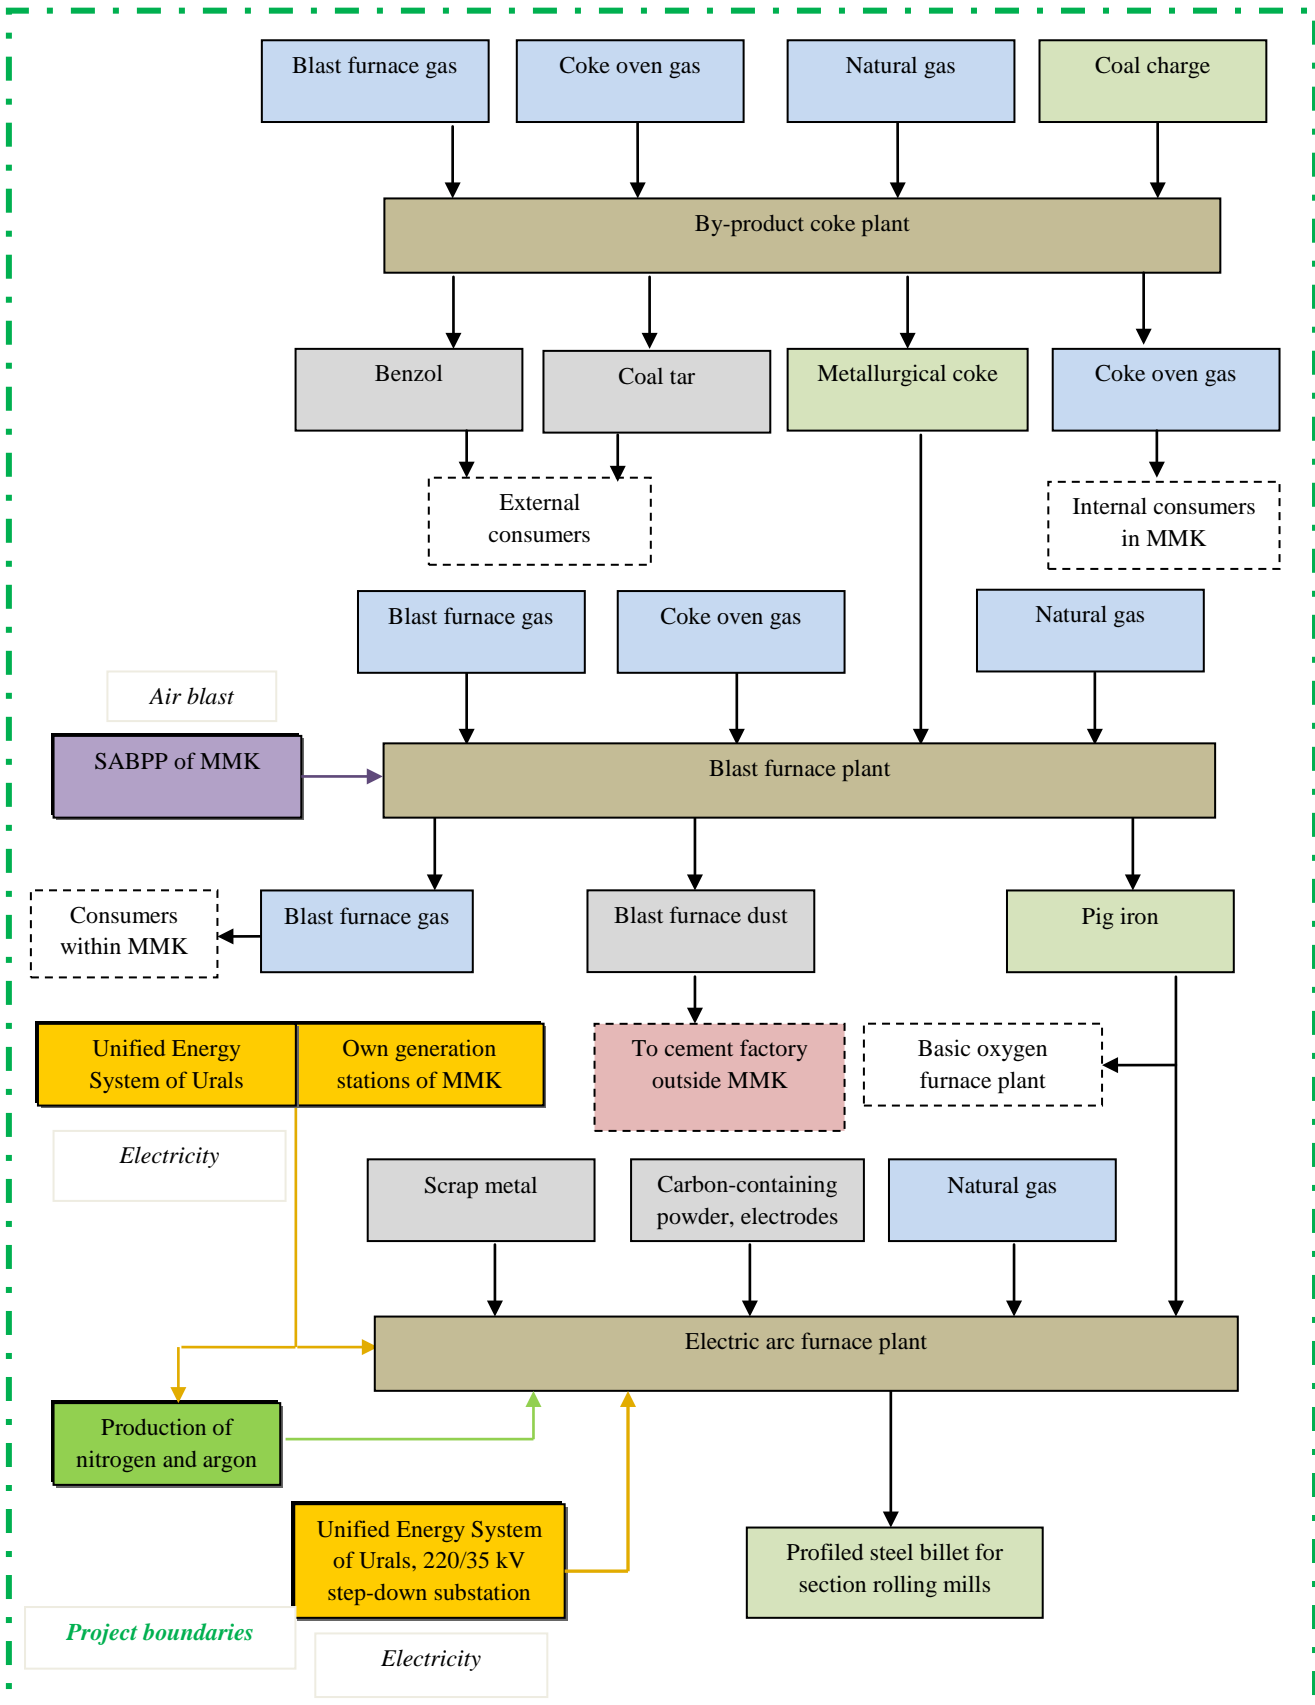 Blast furnace gas
Coke oven gas
Natural gas
Coal charge
By-product coke plant
Benzol
Coal tar
Metallurgical coke
Coke oven gas
External
consumers
Internal consumers
in MMK
Blast furnace gas
Coke oven gas
Natural gas
Air blast
SABPP of MMK
Blast furnace plant
Consumers
within MMK
Blast furnace gas
Blast furnace dust
Pig iron
Unified Energy
System of Urals
Own generation
stations of MMK
To cement factory
outside MMK
Basic oxygen
furnace plant
Electricity
Scrap metal
Carbon-containing
powder, electrodes
Natural gas
Electric arc furnace plant
Production of
nitrogen and argon
Unified Energy System
of Urals, 220/35 kV
step-down substation
Profiled steel billet for
section rolling mills
Project boundaries
Electricity